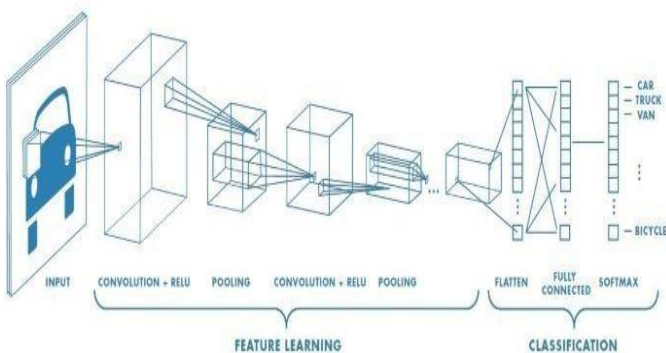 CAR
TRUCK
VAN
BICYCLE
INPUT
CONVOLUTION + RELU
POOLING
CONVOLUTION + RELU
POOLING
FLATTEN
FULLY
CONNECTED
SOFTMAX
FEATURE LEARNING
CLASSIFICATION